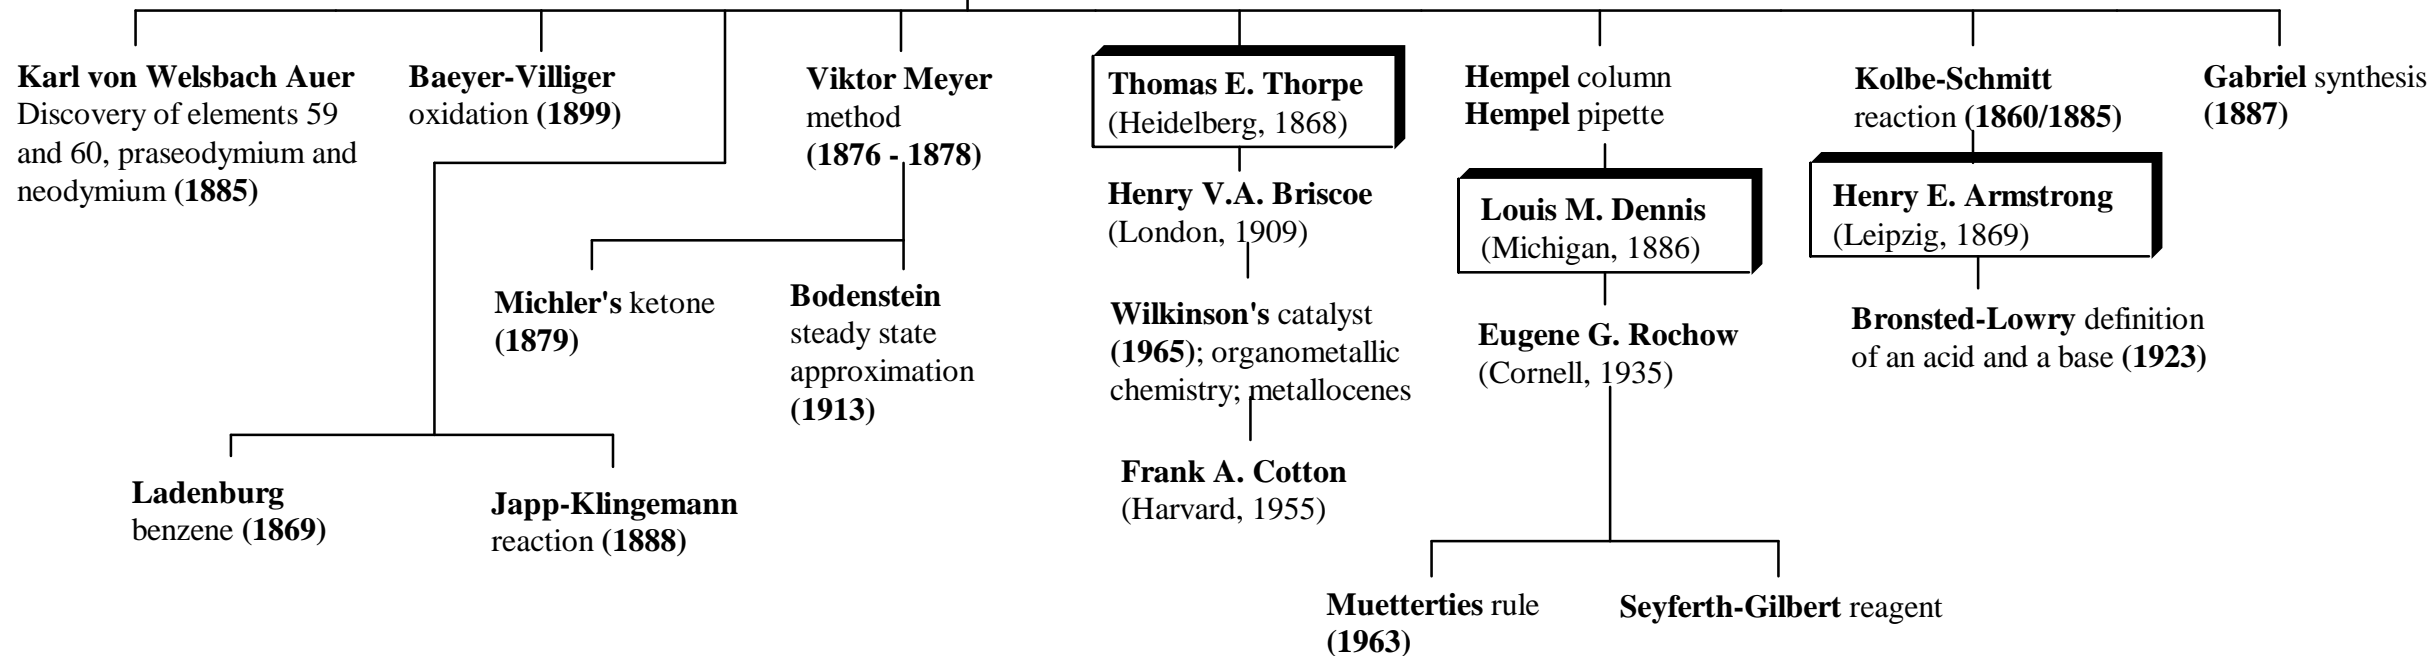 Karl von Welsbach Auer
Discovery of elements 59
and 60, praseodymium and
neodymium (1885)
Baeyer-Villiger
oxidation (1899)
Viktor Meyer
method
(1876 - 1878)
Thomas E. Thorpe
(Heidelberg, 1868)
Hempel column
Hempel pipette
Kolbe-Schmitt
reaction (1860/1885)
Gabriel synthesis
(1887)
Henry V.A. Briscoe
(London, 1909)
Louis M. Dennis
(Michigan, 1886)
Henry E. Armstrong
(Leipzig, 1869)
Michler's ketone
(1879)
Bodenstein
steady state
approximation
(1913)
Wilkinson's catalyst
(1965); organometallic
chemistry; metallocenes
Eugene G. Rochow
(Cornell, 1935)
Bronsted-Lowry definition
of an acid and a base (1923)
Ladenburg
benzene (1869)
Japp-Klingemann
reaction (1888)
Frank A. Cotton
(Harvard, 1955)
Muetterties rule
(1963)
Seyferth-Gilbert reagent